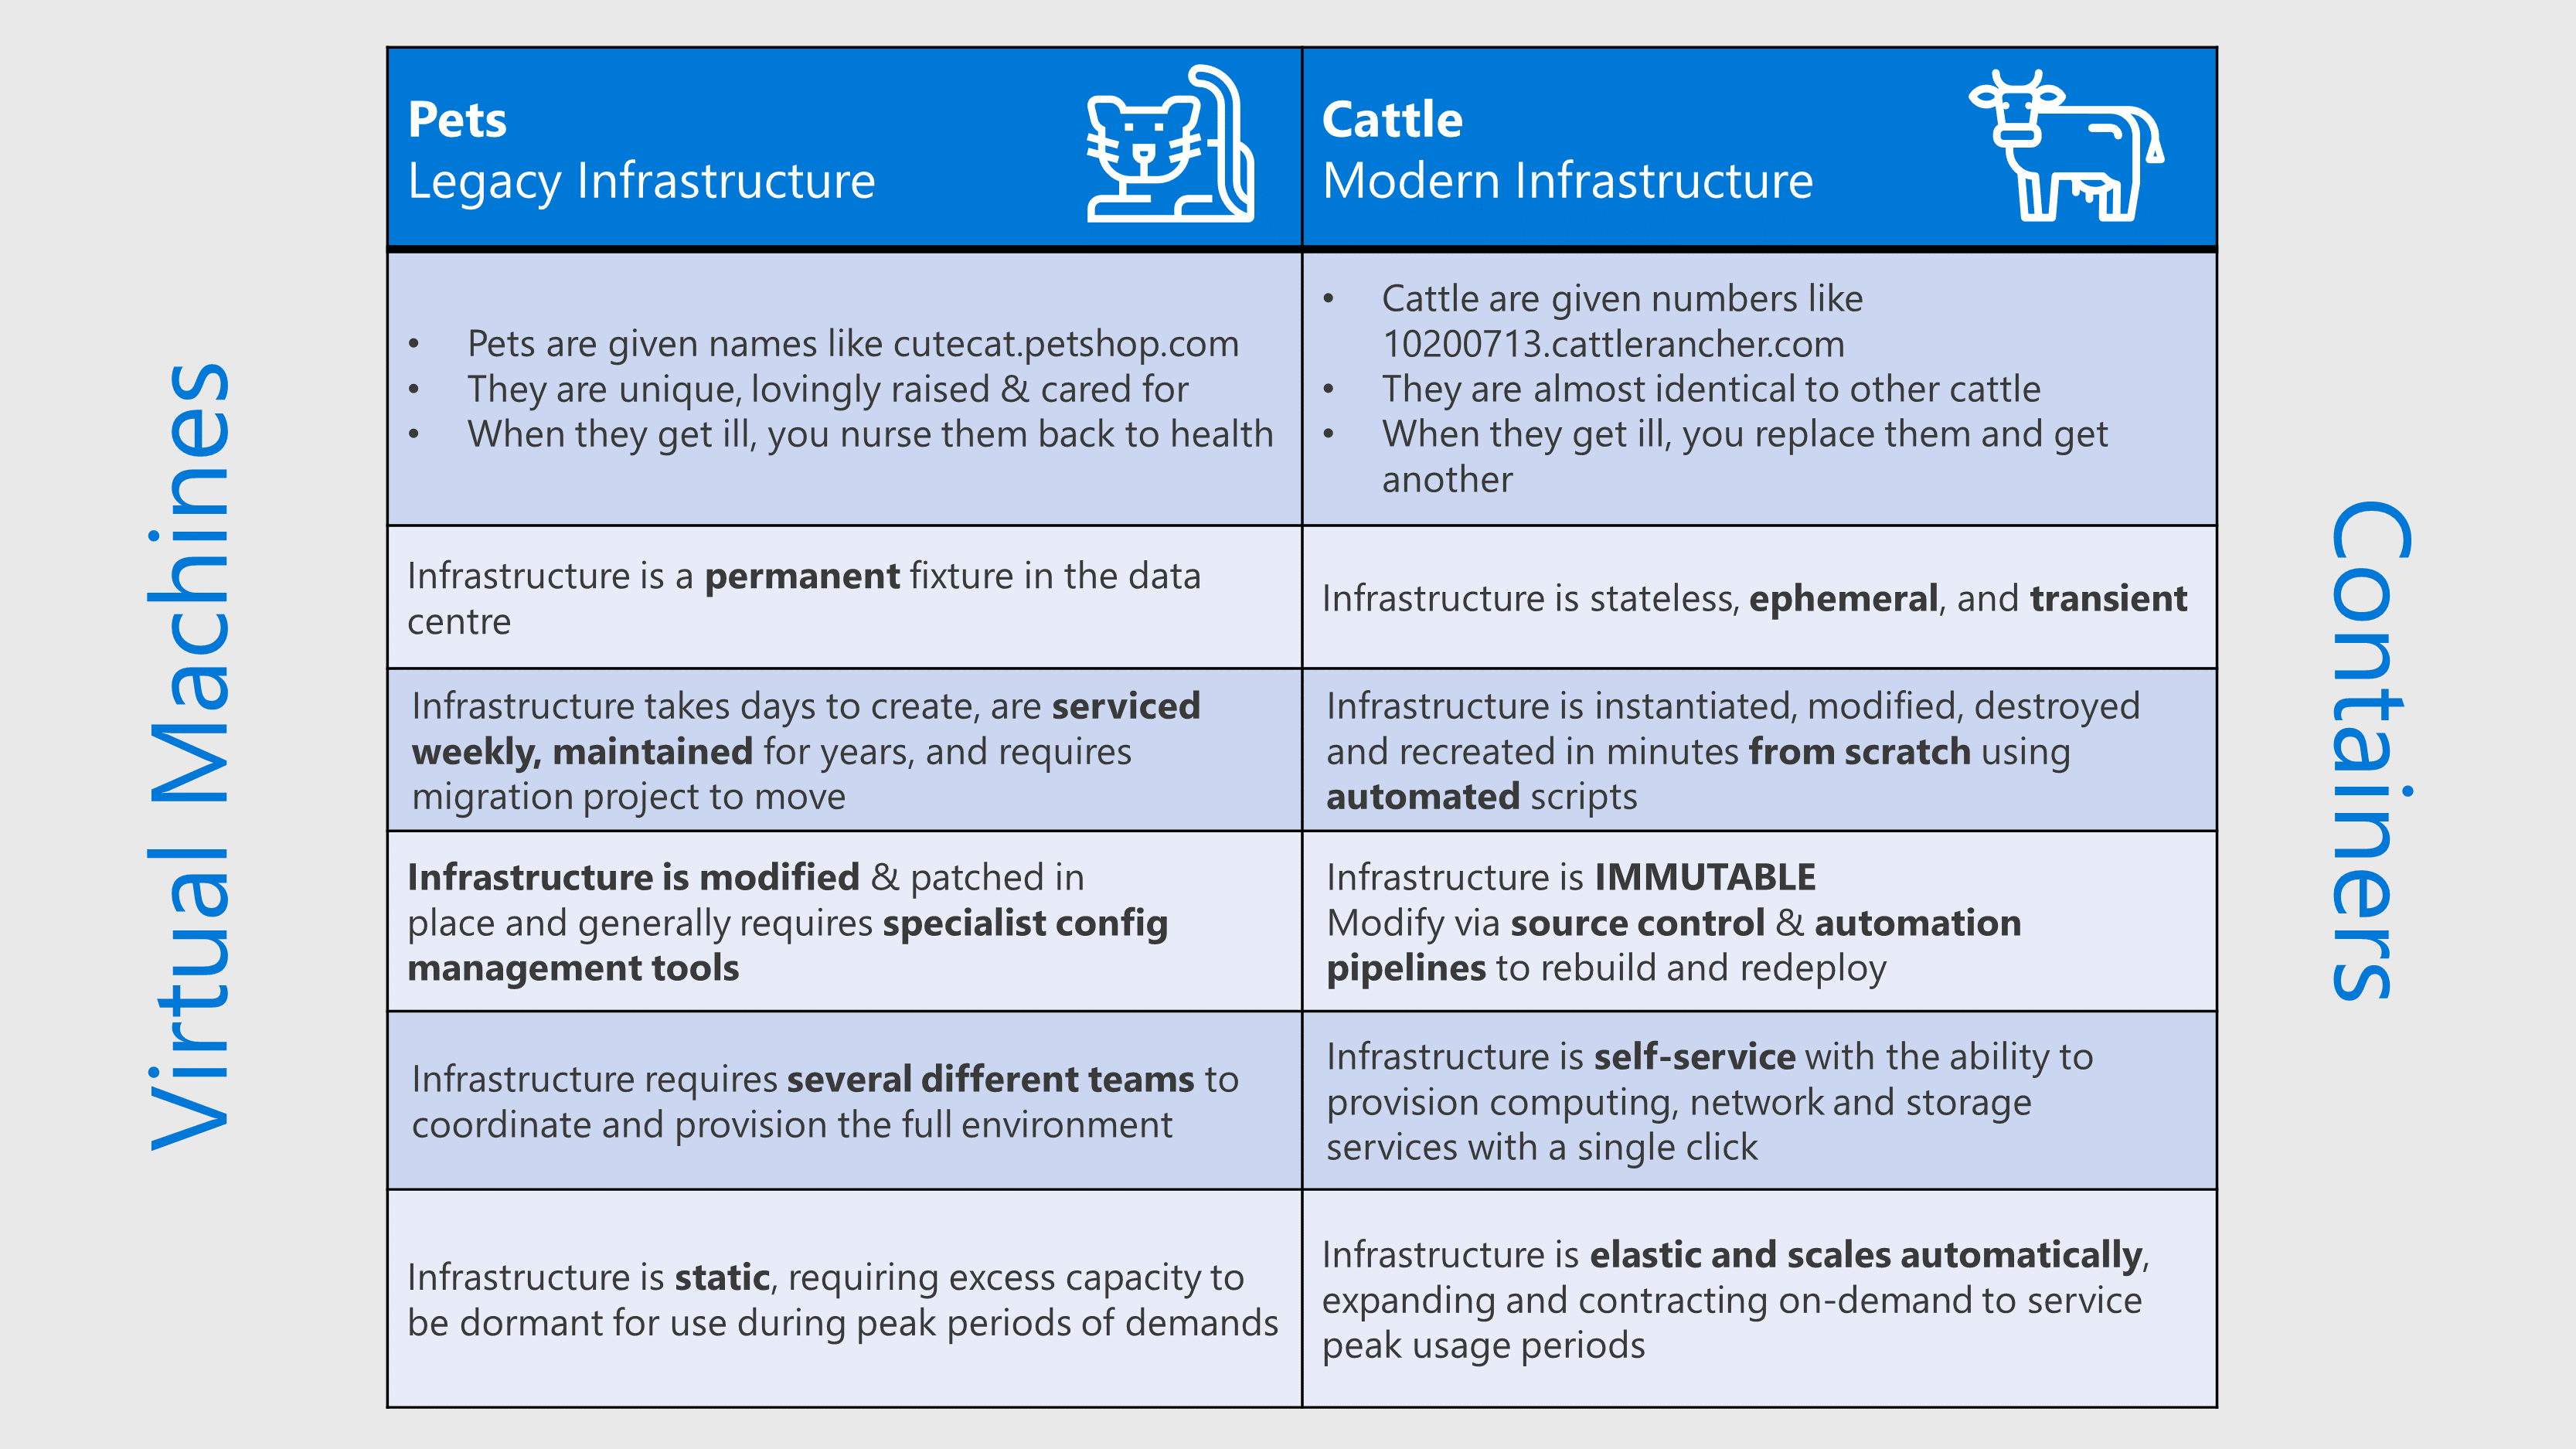 Virtual Machines
Pets
Legacy Infrastructure
Cattle
Modern Infrastructure
• Pets are given names like cutecat.petshop.com
• They are unique, lovingly raised & cared for
• When they get ill, you nurse them back to health
• Cattle are given numbers like
10200713.cattlerancher.com
• They are almost identical to other cattle
• When they get ill, you replace them and get
another
Infrastructure is a permanent fixture in the data
centre
Infrastructure is stateless, ephemeral, and transient
Infrastructure takes days to create, are serviced
weekly, maintained for years, and requires
migration project to move
Infrastructure is instantiated, modified, destroyed
and recreated in minutes from scratch using
automated scripts
Infrastructure is modified & patched in
place and generally requires specialist config
management tools
Infrastructure is IMMUTABLE
Modify via source control & automation
pipelines to rebuild and redeploy
Infrastructure requires several different teams to
coordinate and provision the full environment
Infrastructure is self-service with the ability to
provision computing, network and storage
services with a single click
Infrastructure is static, requiring excess capacity to
be dormant for use during peak periods of demands
Infrastructure is elastic and scales automatically,
expanding and contracting on-demand to service
peak usage periods
Containers